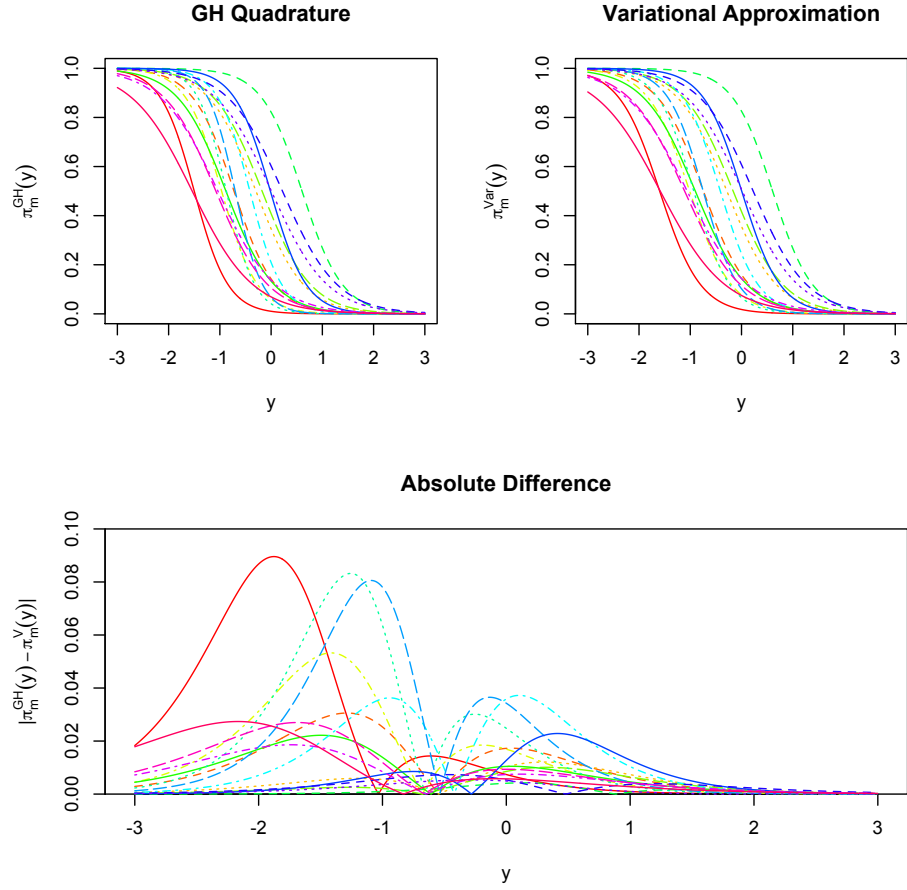 GH Quadrature
Variational Approximation
π_m^GH(y)
0.0 0.2 0.4 0.6 0.8 1.0
-3 -2 -1 0 1 2 3
y
π_m^Var(y)
0.0 0.2 0.4 0.6 0.8 1.0
-3 -2 -1 0 1 2 3
y
Absolute Difference
|π_m^GH(y) − π_m^V(y)|
0.00 0.02 0.04 0.06 0.08 0.10
-3 -2 -1 0 1 2 3
y